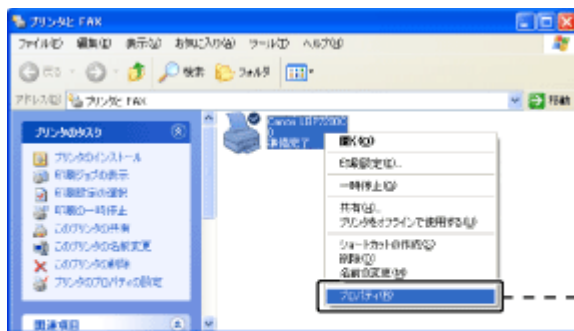 プリンタと FAX
ファイル(F) 編集(E) 表示(V) お気に入り(A) ツール(T) ヘルプ(H)
戻る 検索 フォルダ
アドレス(D) プリンタと FAX 移動
プリンタのタスク
プリンタのインストール
印刷ジョブの表示
印刷設定の選択
印刷の一時停止
このプリンタの共有
このプリンタの名前変更
このプリンタの削除
プリンタのプロパティの設定
関連項目
Canon
0
準備完了
開く(O)
印刷設定(E)...
一時停止(G)
共有(H)...
プリンタをオフラインで使用する(U)
ショートカットの作成(S)
削除(D)
名前の変更(M)
プロパティ(R)